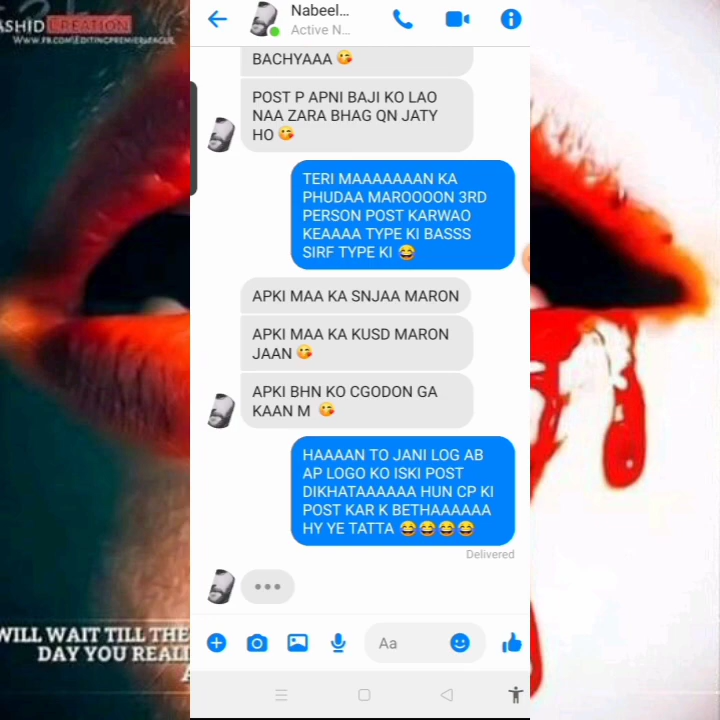 ASHID CREATION
WWW.FB.COM/EDITINGPREMIERLEAGUE
Nabeel...
Active N...
BACHYAAA 😋
POST P APNI BAJI KO LAO
NAA ZARA BHAG QN JATY
HO 😋
TERI MAAAAAAAN KA
PHUDAA MAROOOON 3RD
PERSON POST KARWAO
KEAAAA TYPE KI BASSS
SIRF TYPE KI 😂
APKI MAA KA SNJAA MARON
APKI MAA KA KUSD MARON
JAAN 😋
APKI BHN KO CGODON GA
KAAN M 😋
HAAAAN TO JANI LOG AB
AP LOGO KO ISKI POST
DIKHATAAAAAA HUN CP KI
POST KAR K BETHAAAAAA
HY YE TATTA 😂😂😂😂
Delivered
Aa
WILL WAIT TILL THE
DAY YOU REALI